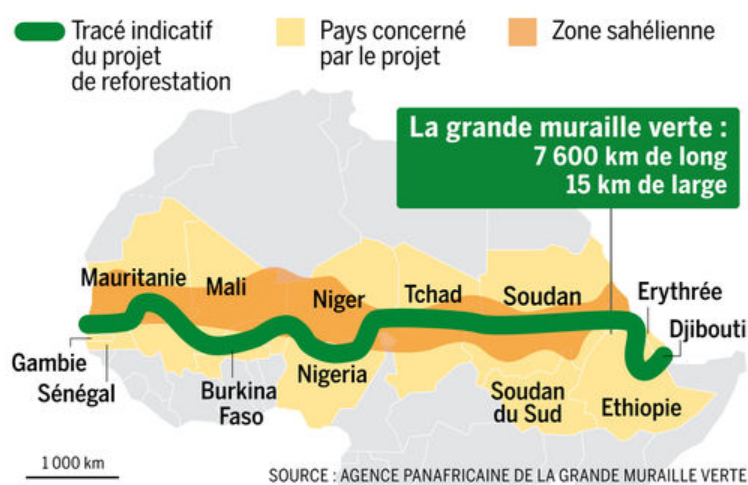 Tracé indicatif
du projet
de reforestation
Pays concerné
par le projet
Zone sahélienne
La grande muraille verte :
7 600 km de long
15 km de large
Mauritanie
Mali
Niger
Tchad
Soudan
Erythrée
Djibouti
Gambie
Sénégal
Burkina
Faso
Nigeria
Soudan
du Sud
Ethiopie
1 000 km
SOURCE : AGENCE PANAFRICAINE DE LA GRANDE MURAILLE VERTE